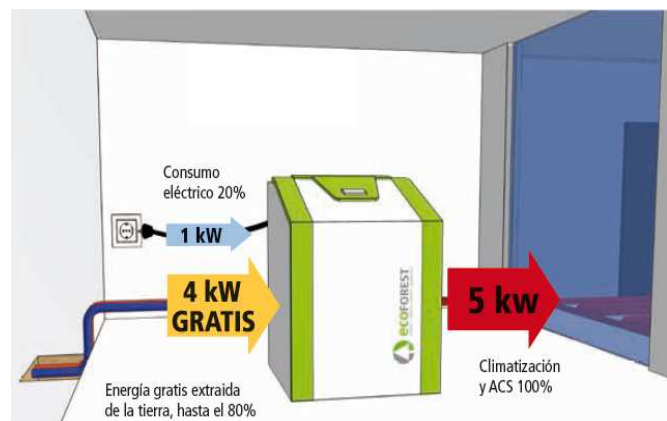 Consumo
eléctrico 20%
1 kW
4 kW
GRATIS
ecoFOREST
5 kw
Energía gratis extraida
de la tierra, hasta el 80%
Climatización
y ACS 100%